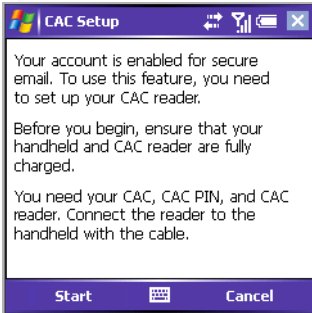 CAC Setup
Your account is enabled for secure
email. To use this feature, you need
to set up your CAC reader.
Before you begin, ensure that your
handheld and CAC reader are fully
charged.
You need your CAC, CAC PIN, and CAC
reader. Connect the reader to the
handheld with the cable.
Start Cancel